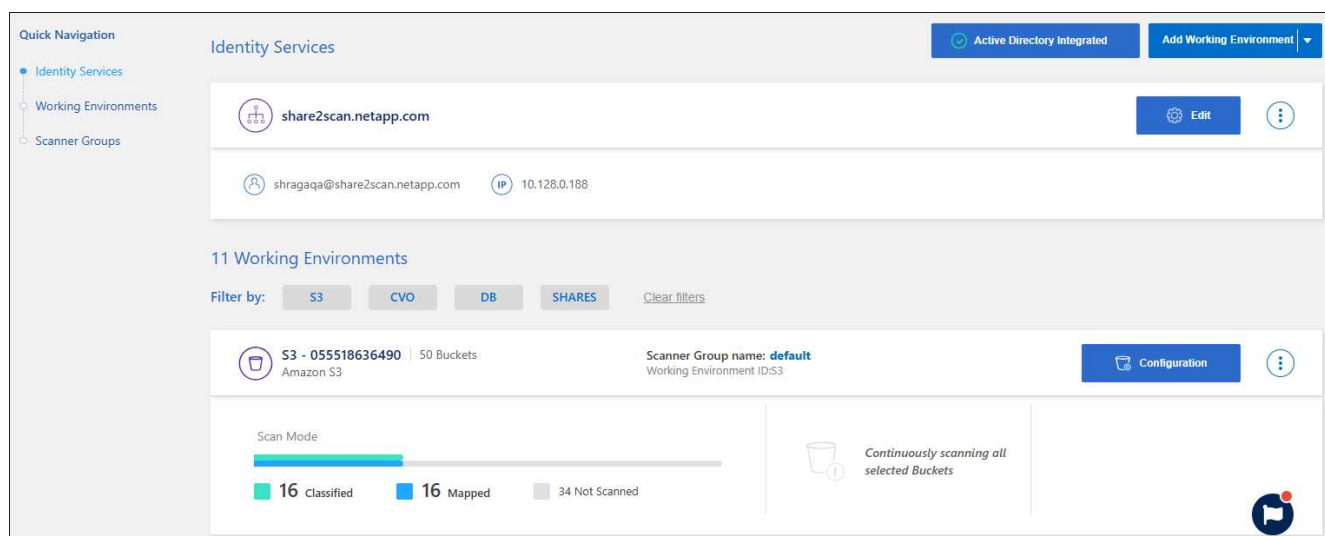 Quick Navigation
Identity Services
Working Environments
Scanner Groups
Identity Services
Active Directory Integrated
Add Working Environment
share2scan.netapp.com
Edit
shragaqa@share2scan.netapp.com
IP
10.128.0.188
11 Working Environments
Filter by:
S3
CVO
DB
SHARES
Clear filters
S3 - 055518636490 | 50 Buckets
Amazon S3
Scanner Group name: default
Working Environment ID:S3
Configuration
Scan Mode
16 Classified
16 Mapped
34 Not Scanned
Continuously scanning all
selected Buckets